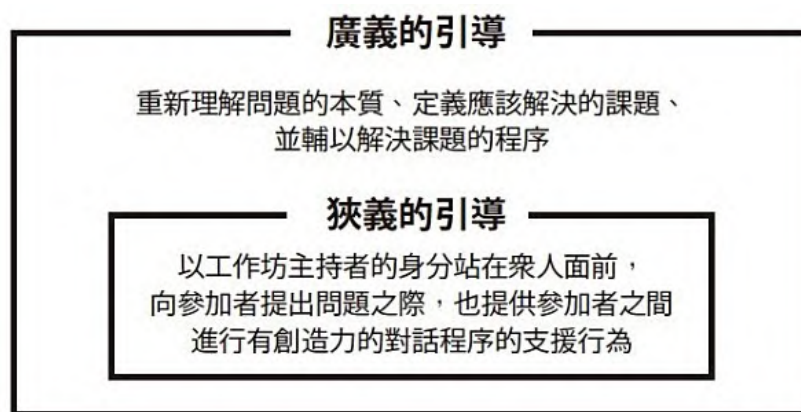 廣義的引導
重新理解問題的本質、定義應該解決的課題、
並輔以解決課題的程序
狹義的引導
以工作坊主持者的身分站在眾人面前，
向參加者提出問題之際，也提供參加者之間
進行有創造力的對話程序的支援行為